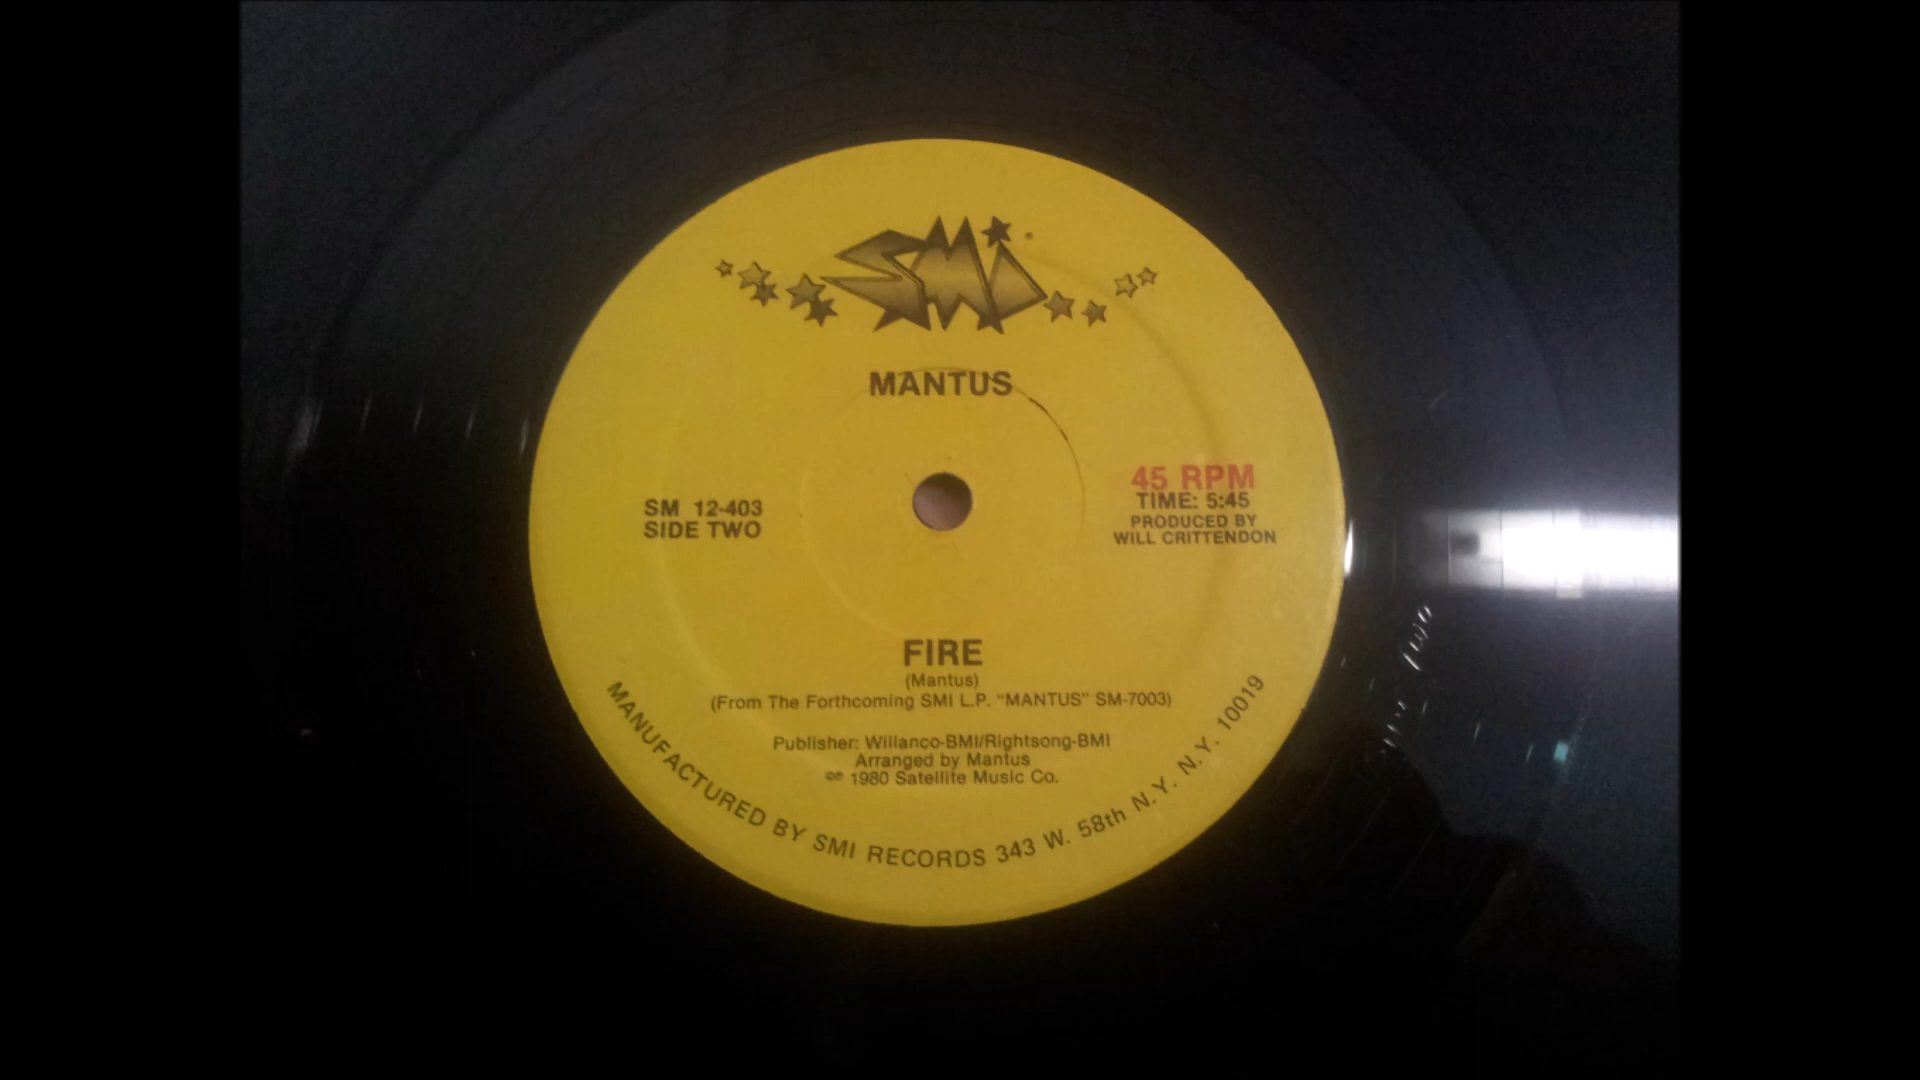 SMI
MANTUS
SM 12-403
SIDE TWO
45 RPM
TIME: 5:45
PRODUCED BY
WILL CRITTENDON
FIRE
(Mantus)
(From The Forthcoming SMI L.P. “MANTUS” SM-7003)
Publisher: Willanco-BMI/Rightsong-BMI
Arranged by Mantus
©℗ 1980 Satellite Music Co.
MANUFACTURED BY SMI RECORDS 343 W. 58th N.Y. N.Y. 10019